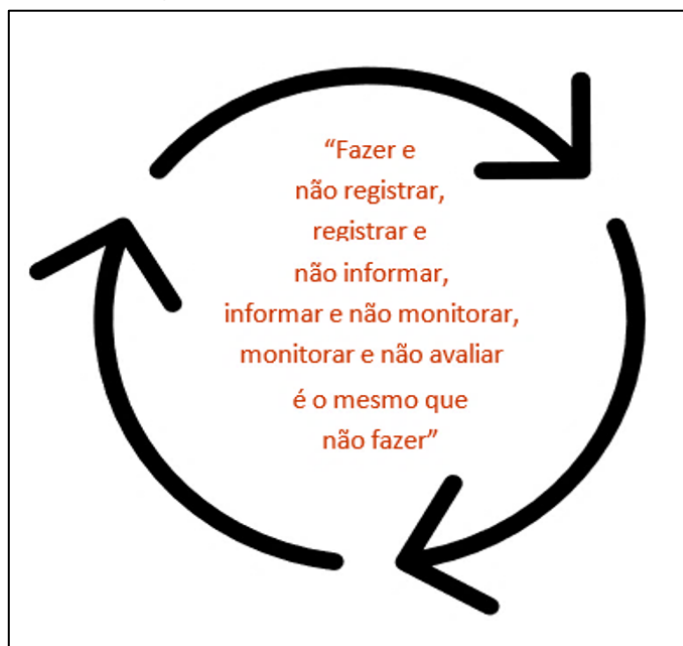 “Fazer e
não registrar,
registrar e
não informar,
informar e não monitorar,
monitorar e não avaliar
é o mesmo que
não fazer”